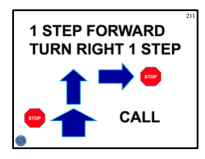 211
1 STEP FORWARD
TURN RIGHT 1 STEP
STOP
STOP
CALL